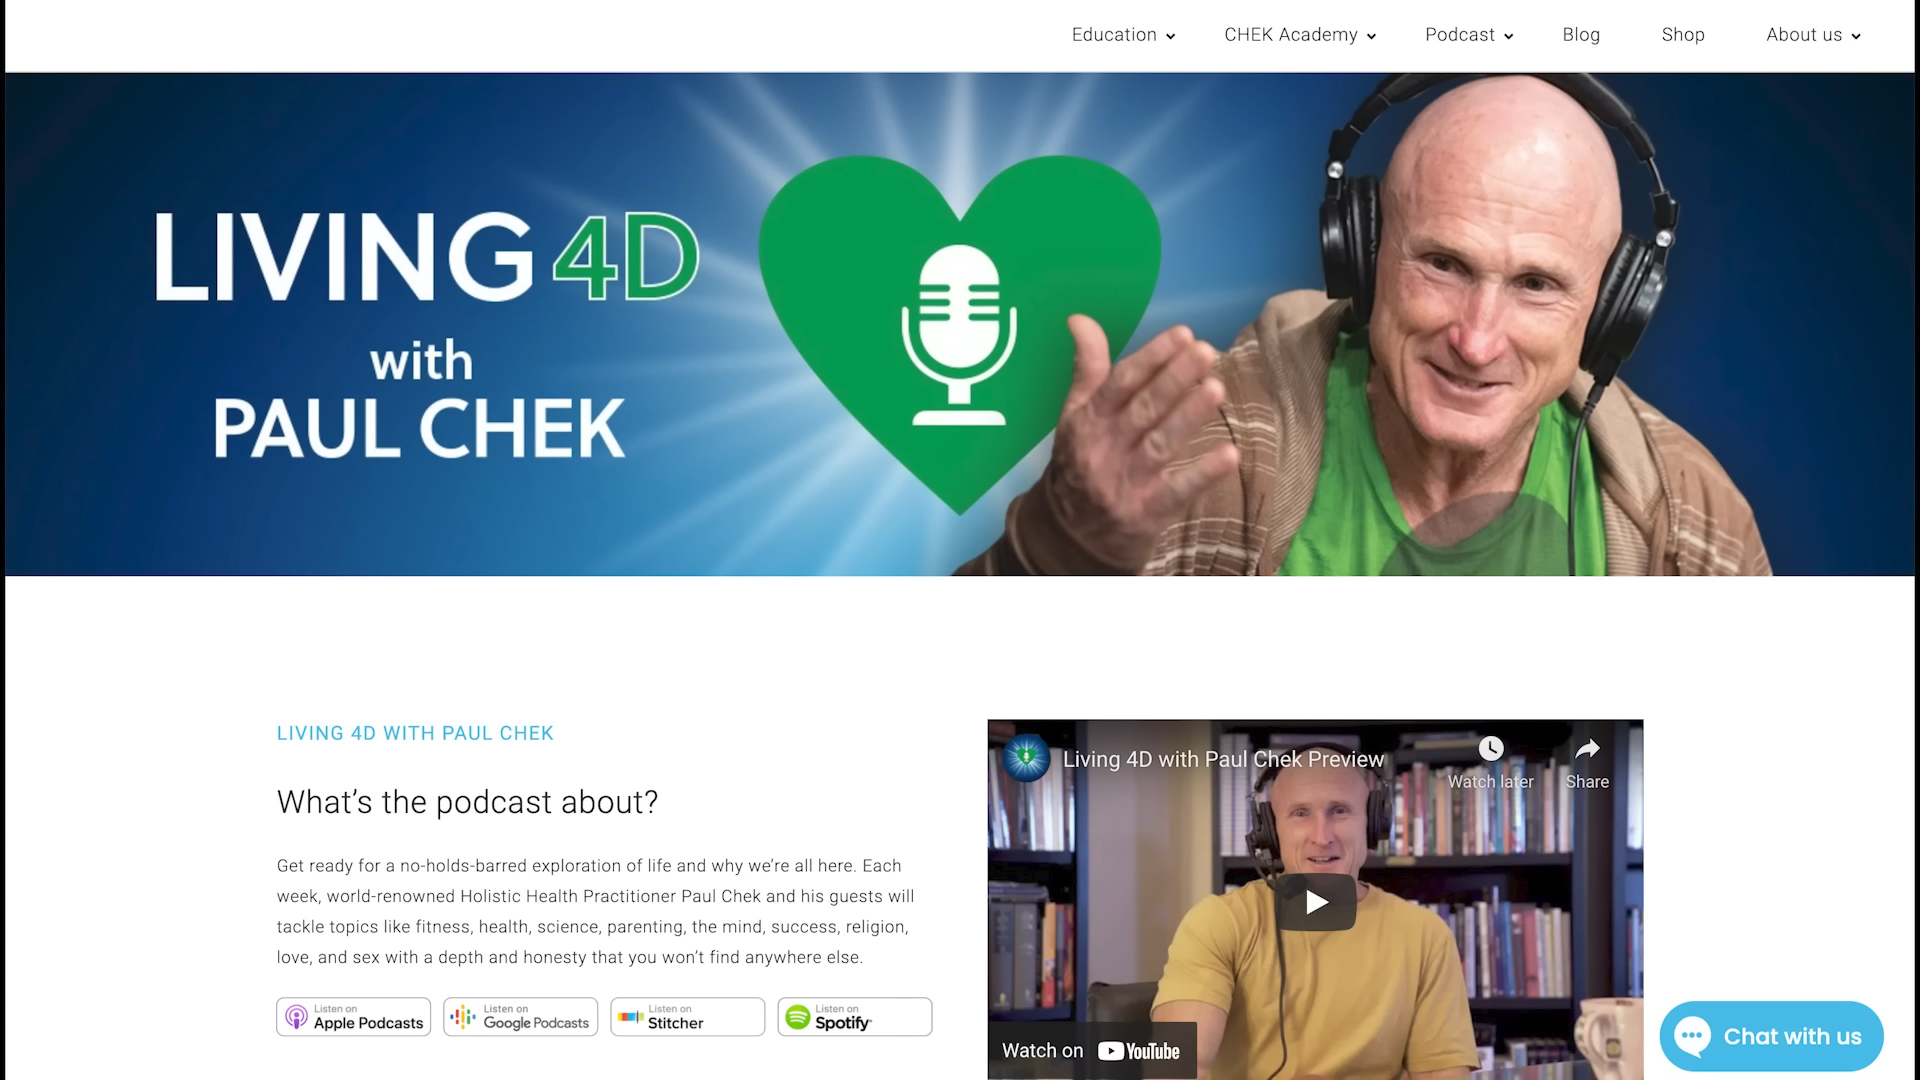 Education
CHEK Academy
Podcast
Blog
Shop
About us
LIVING 4D
with
PAUL CHEK
LIVING 4D WITH PAUL CHEK
What’s the podcast about?
Get ready for a no-holds-barred exploration of life and why we’re all here. Each
week, world-renowned Holistic Health Practitioner Paul Chek and his guests will
tackle topics like fitness, health, science, parenting, the mind, success, religion,
love, and sex with a depth and honesty that you won’t find anywhere else.
Listen on
Apple Podcasts
Listen on
Google Podcasts
Listen on
Stitcher
Listen on
Spotify
Living 4D with Paul Chek Preview
Watch later
Share
Watch on YouTube
Chat with us